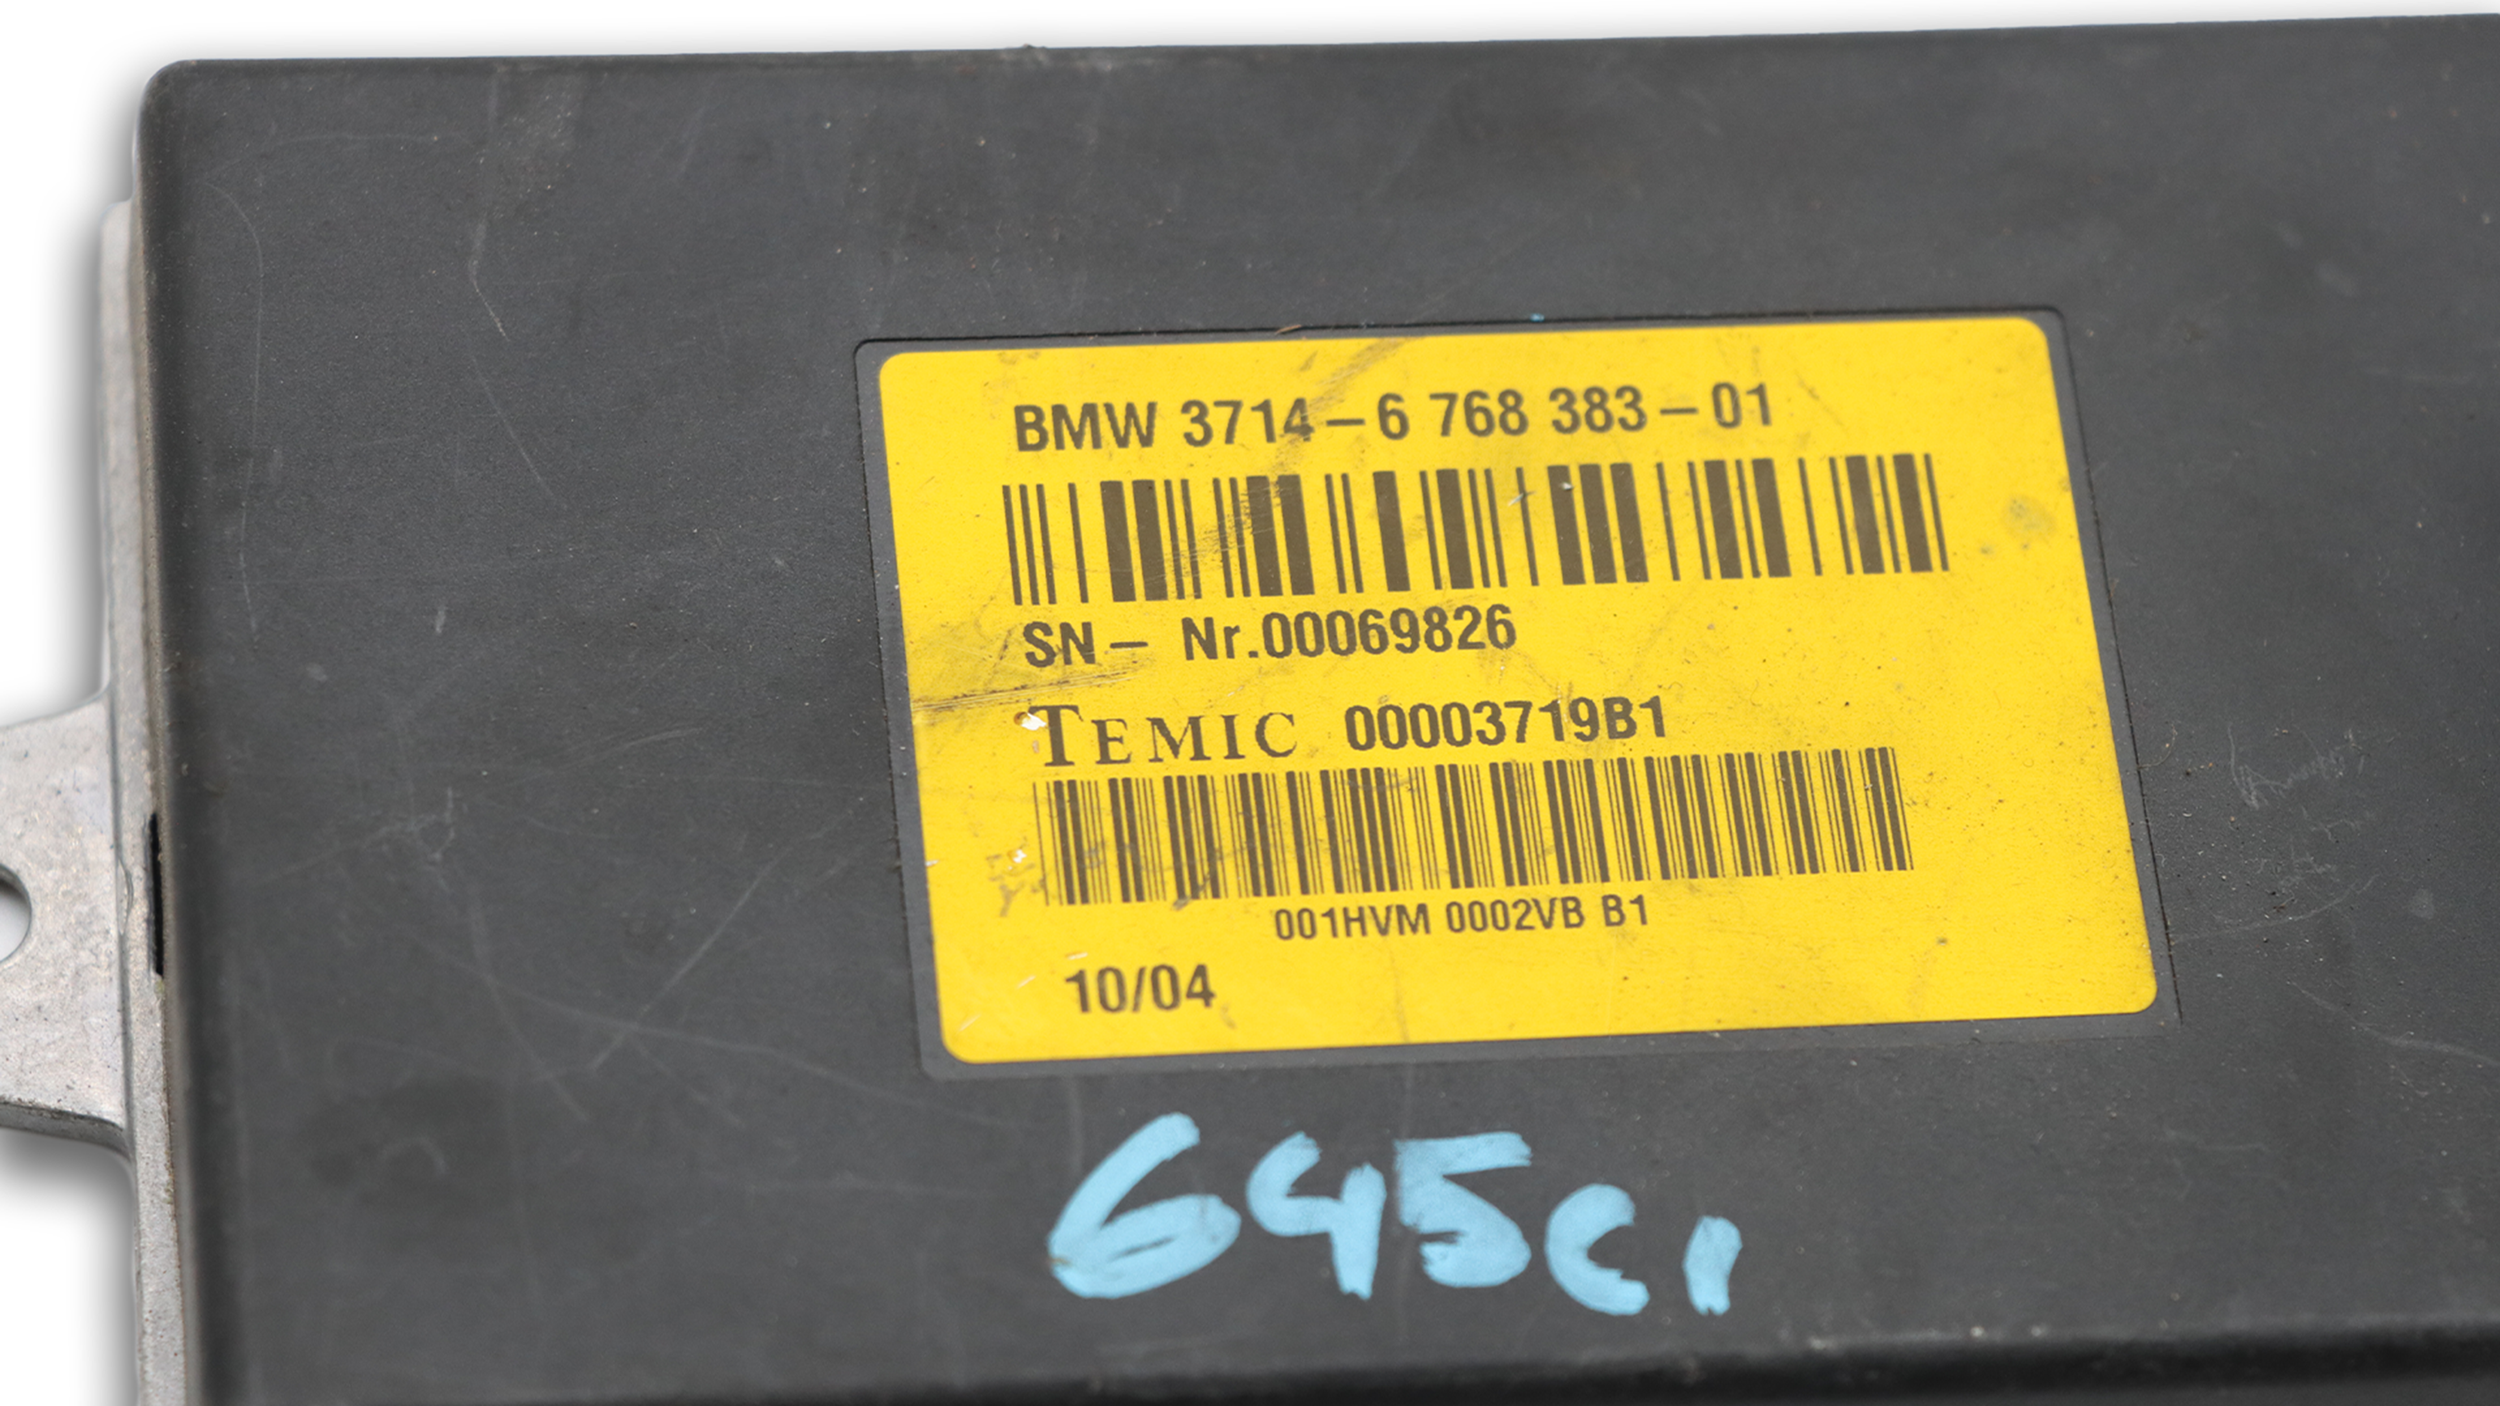 BMW 3714-6 768 383-01
SN- Nr.00069826
TEMIC 00003719B1
001HVM 0002VB B1
10/04
645ci